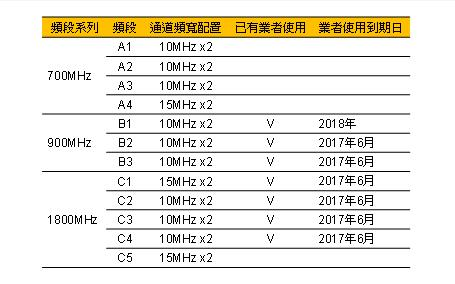 頻段系列 頻段 通道頻寬配置 已有業者使用 業者使用到期日
700MHz
A1 10MHz x2
A2 10MHz x2
A3 10MHz x2
A4 15MHz x2
900MHz
B1 10MHz x2 V 2018年
B2 10MHz x2 V 2017年6月
B3 10MHz x2 V 2017年6月
1800MHz
C1 15MHz x2 V 2017年6月
C2 10MHz x2 V 2017年6月
C3 10MHz x2 V 2017年6月
C4 10MHz x2 V 2017年6月
C5 15MHz x2